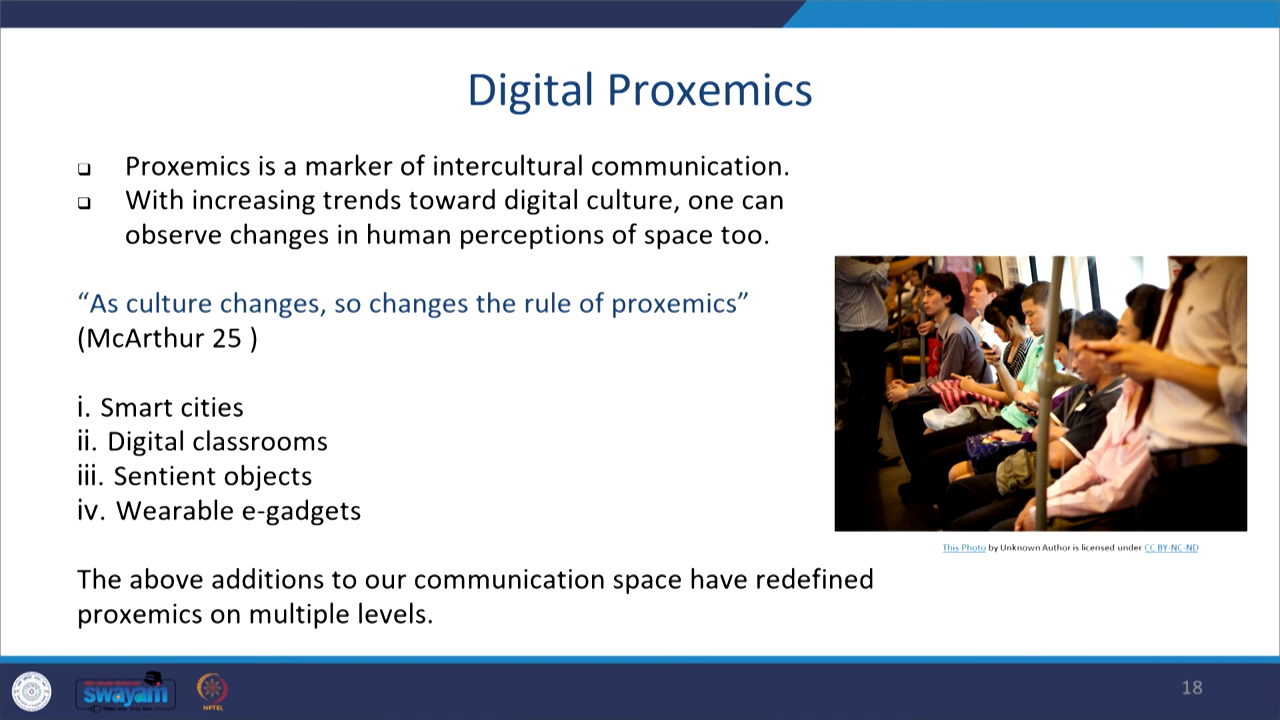 Digital Proxemics
❑ Proxemics is a marker of intercultural communication.
❑ With increasing trends toward digital culture, one can
observe changes in human perceptions of space too.
“As culture changes, so changes the rule of proxemics”
(McArthur 25 )
i. Smart cities
ii. Digital classrooms
iii. Sentient objects
iv. Wearable e-gadgets
This Photo by Unknown Author is licensed under CC BY-NC-ND
The above additions to our communication space have redefined
proxemics on multiple levels.
swayam
NPTEL
18